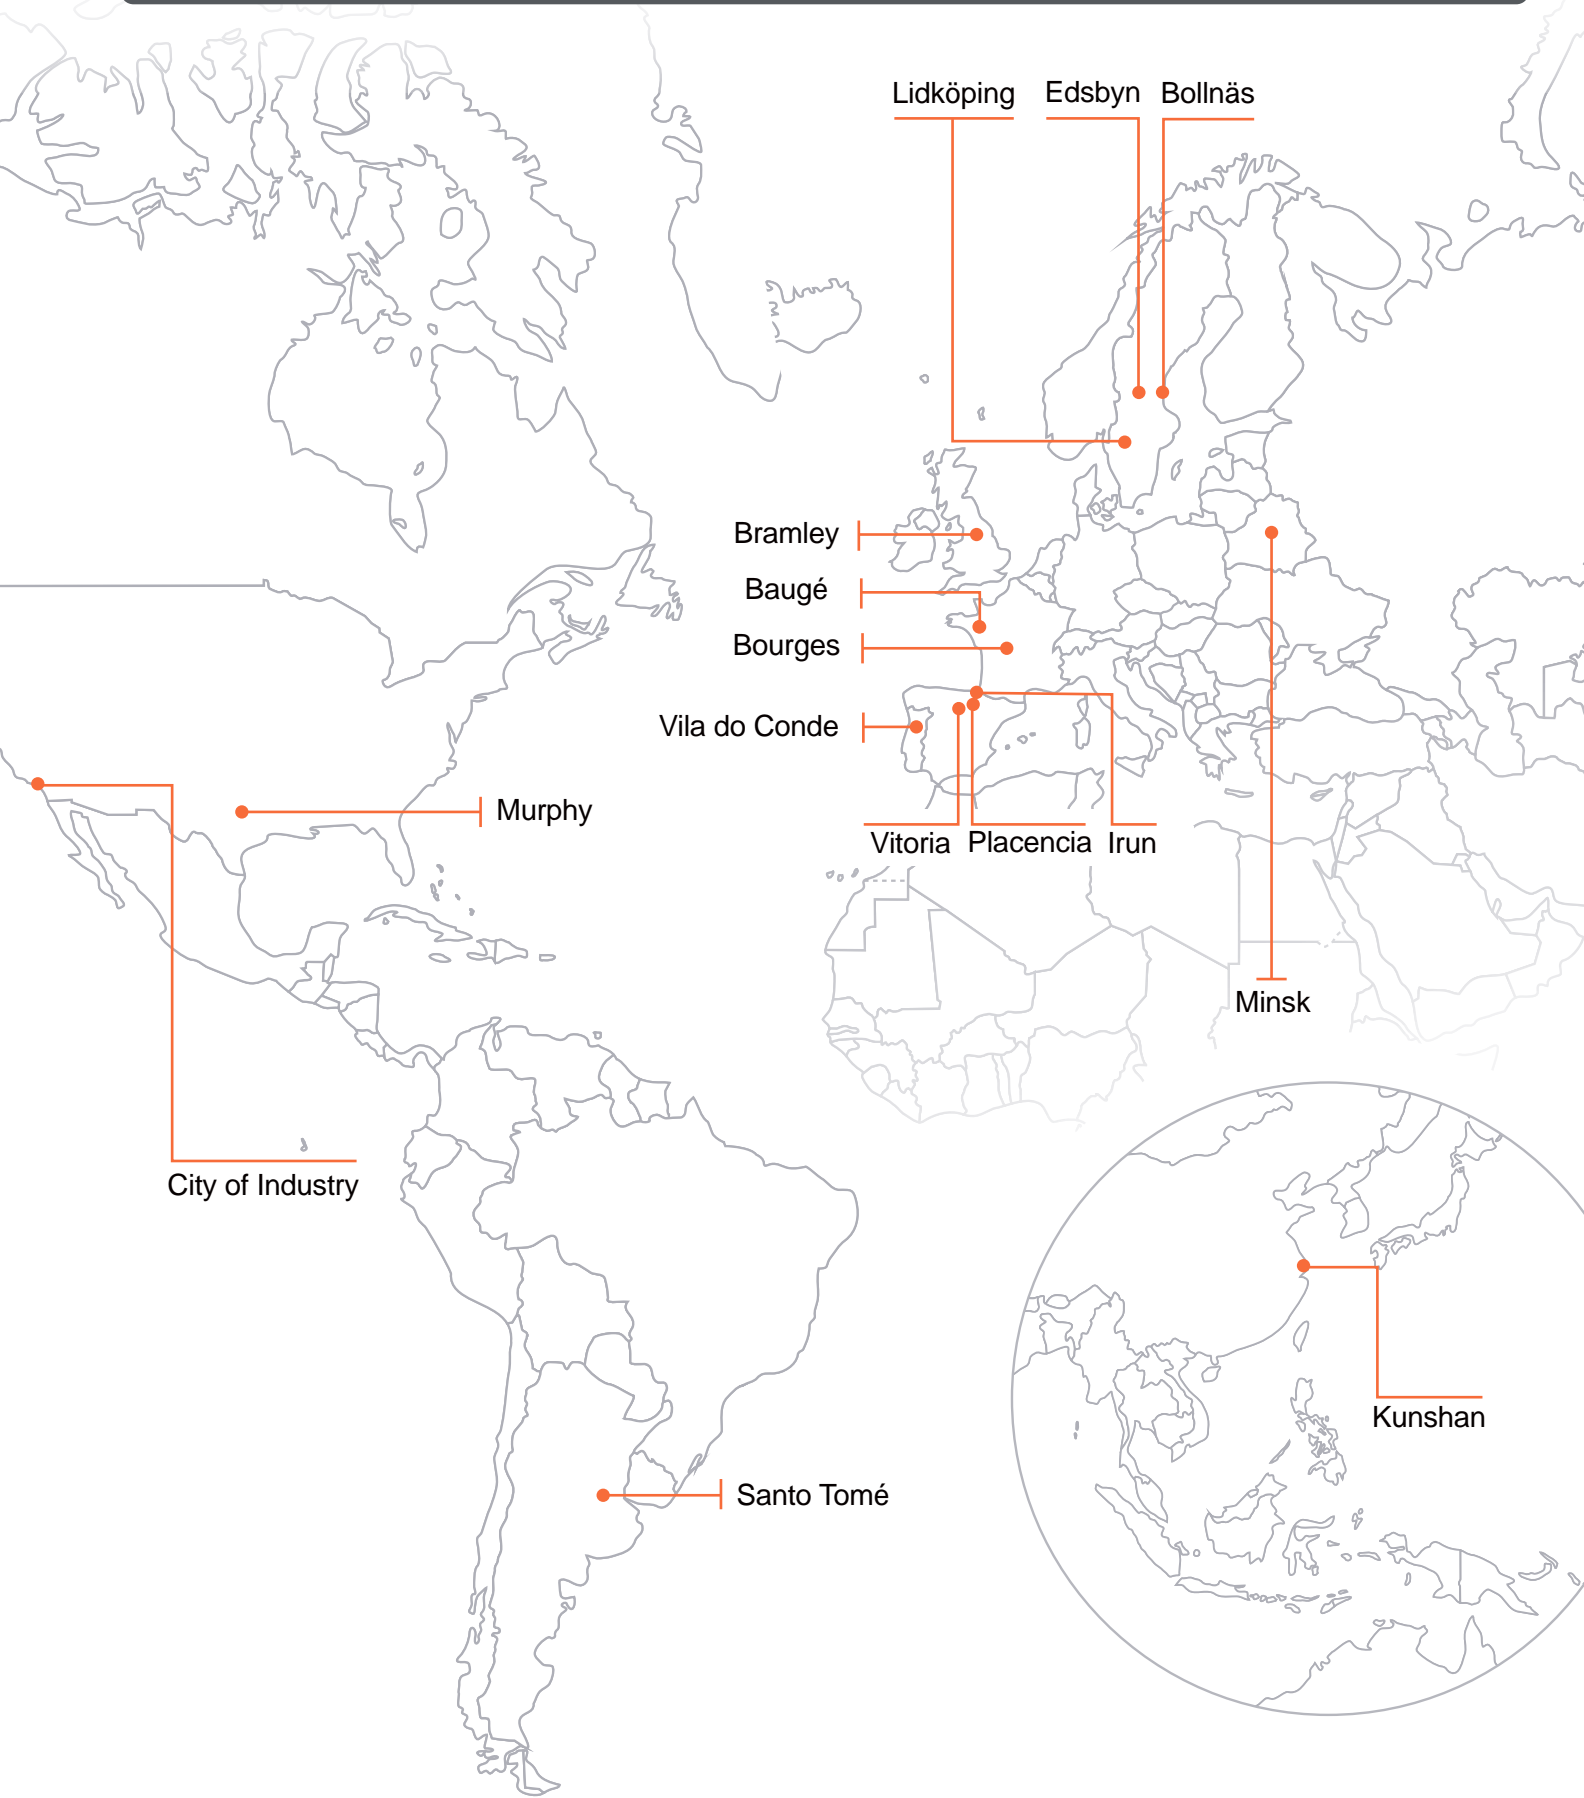 Lidköping
Edsbyn
Bollnäs
Bramley
Baugé
Bourges
Vila do Conde
Murphy
Vitoria
Placencia
Irun
Minsk
City of Industry
Kunshan
Santo Tomé